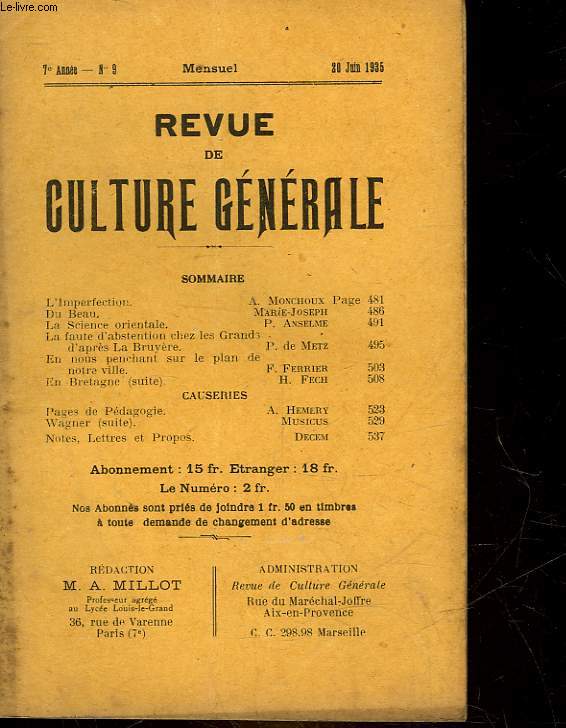 © Le-livre.com
7e Année — No 9 Mensuel 20 Juin 1935
REVUE
DE
CULTURE GÉNÉRALE
SOMMAIRE
L'Imperfection. A. MONCHOUX Page 481
Du Beau. MARIE-JOSEPH 486
La Science orientale. P. ANSELME 491
La faute d'abstention chez les Grands
d'après La Bruyère. P. de METZ 495
En nous penchant sur le plan de
notre ville. F. FERRIER 503
En Bretagne (suite). H. FECH 508
CAUSERIES
Pages de Pédagogie. A. HEMERY 523
Wagner (suite). MUSICUS 529
Notes, Lettres et Propos. DECEM 537
Abonnement : 15 fr. Etranger : 18 fr.
Le Numéro : 2 fr.
Nos Abonnés sont priés de joindre 1 fr. 50 en timbres
à toute demande de changement d'adresse
RÉDACTION
M. A. MILLOT
Professeur agrégé
au Lycée Louis-le-Grand
36, rue de Varenne
Paris (7e)
ADMINISTRATION
Revue de Culture Générale
Rue du Maréchal-Joffre
Aix-en-Provence
C. C. 298.98 Marseille